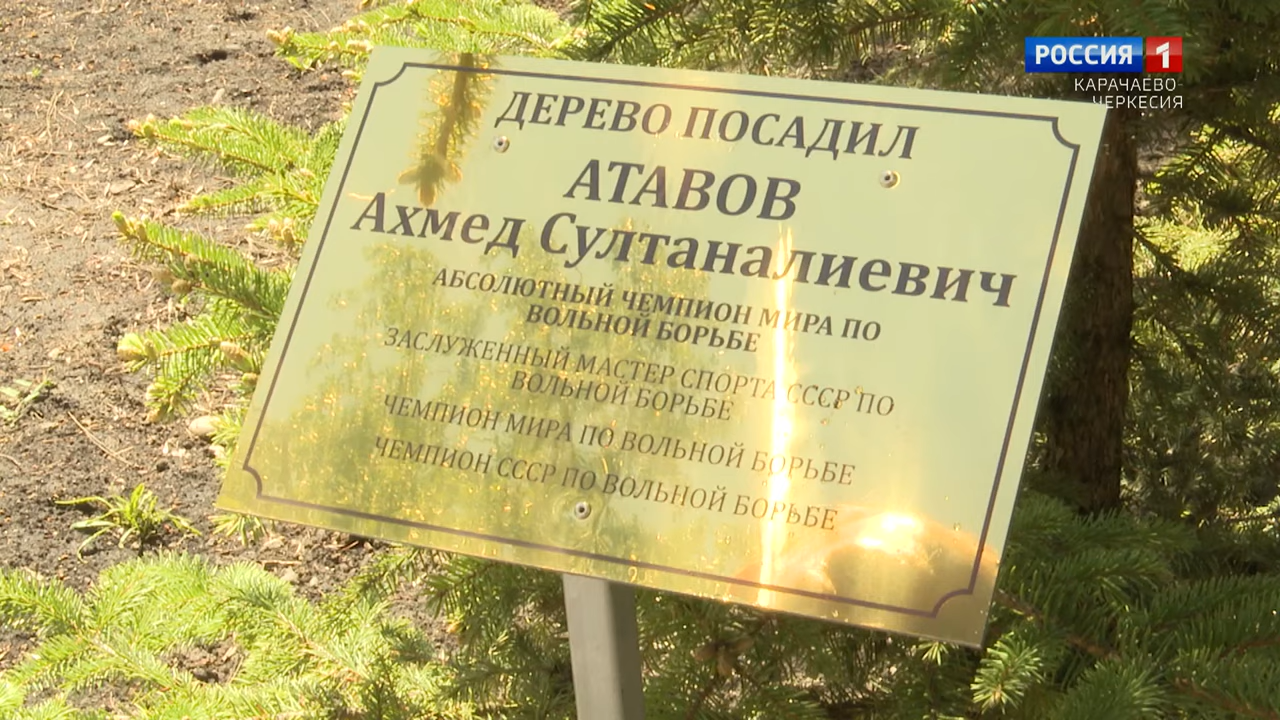 РОССИЯ 1
КАРАЧАЕВО-
ЧЕРКЕСИЯ
ДЕРЕВО ПОСАДИЛ
АТАВОВ
Ахмед Султаналиевич
АБСОЛЮТНЫЙ ЧЕМПИОН МИРА ПО
ВОЛЬНОЙ БОРЬБЕ
ЗАСЛУЖЕННЫЙ МАСТЕР СПОРТА СССР ПО
ВОЛЬНОЙ БОРЬБЕ
ЧЕМПИОН МИРА ПО ВОЛЬНОЙ БОРЬБЕ
ЧЕМПИОН СССР ПО ВОЛЬНОЙ БОРЬБЕ